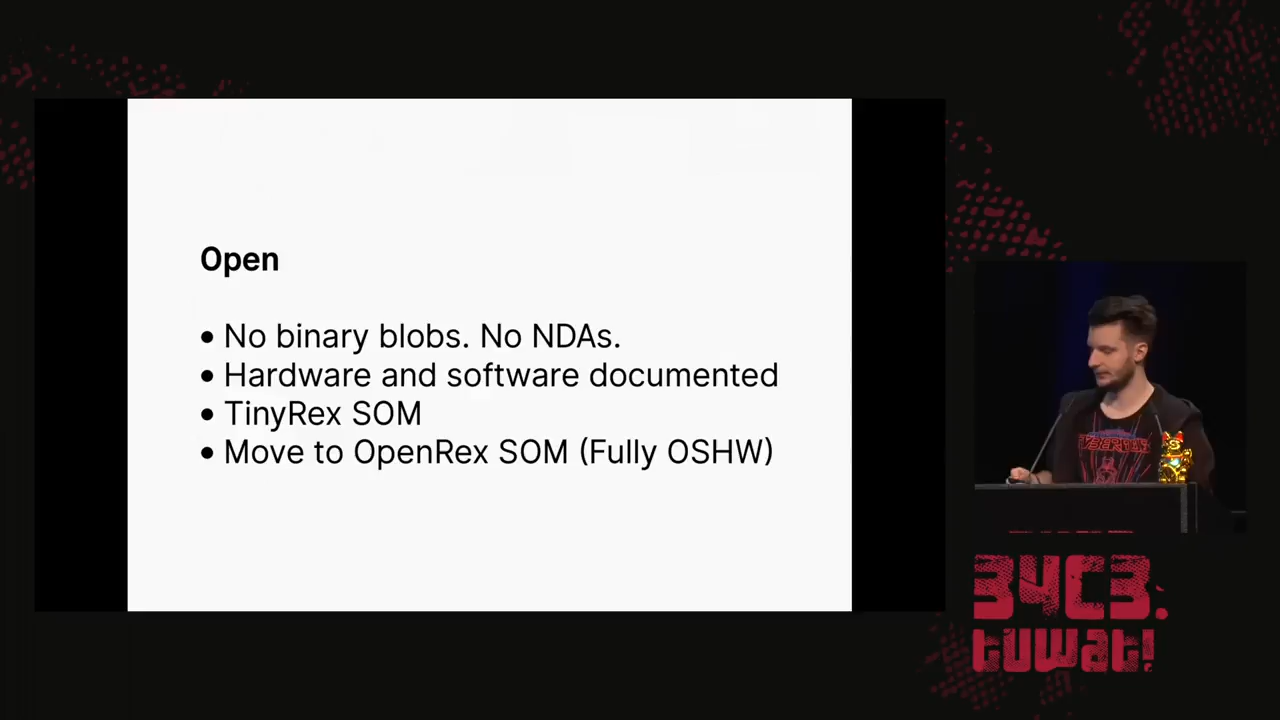 Open
• No binary blobs. No NDAs.
• Hardware and software documented
• TinyRex SOM
• Move to OpenRex SOM (Fully OSHW)
34C3.
tuwat!